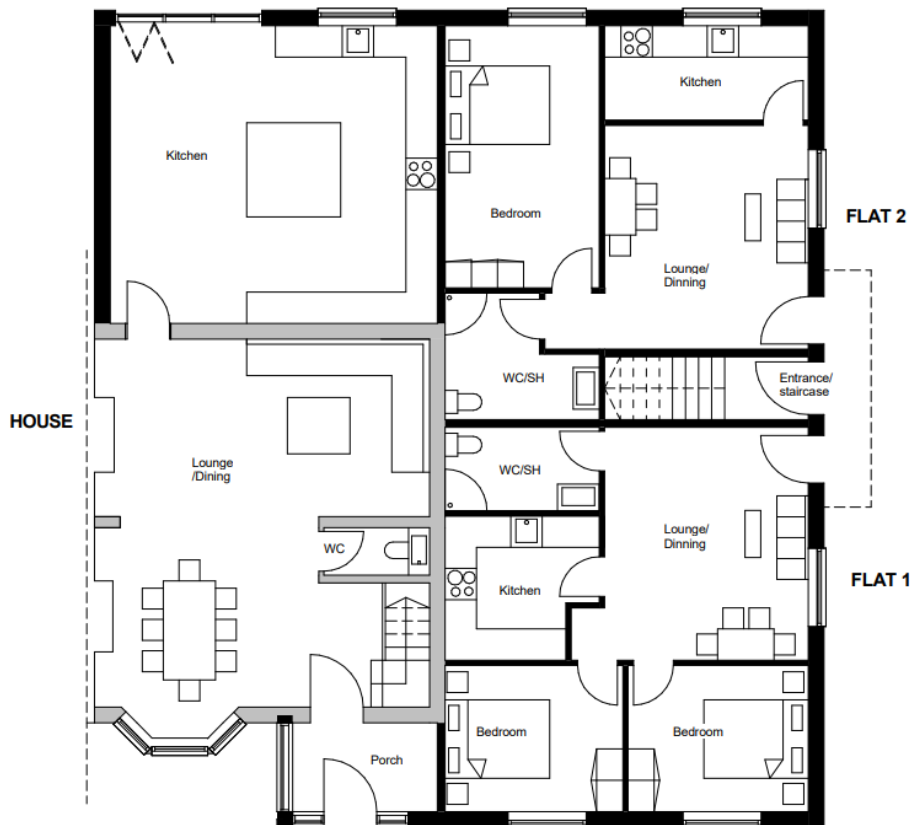 Kitchen
Kitchen
Bedroom
FLAT 2
Lounge/
Dinning
WC/SH
Entrance/
staircase
HOUSE
Lounge
/Dining
WC/SH
Lounge/
Dinning
WC
Kitchen
FLAT 1
Bedroom
Bedroom
Porch